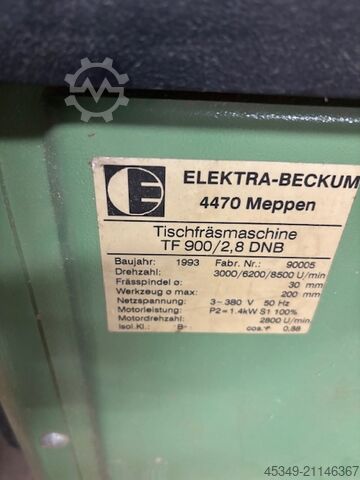 E
ELEKTRA-BECKUM
4470 Meppen
Tischfräsmaschine
TF 900/2,8 DNB
Baujahr: 1993 Fabr. Nr.: 90005
Drehzahl: 3000/6200/8500 U/min
Frässpindel ø: 30 mm
Werkzeug ø max: 200 mm
Netzspannung: 3~380 V 50 Hz
Motorleistung: P2=1.4kW S1 100%
Motordrehzahl: 2800 U/min.
Isol.Kl.: B cos.φ 0,88
45349-21146367